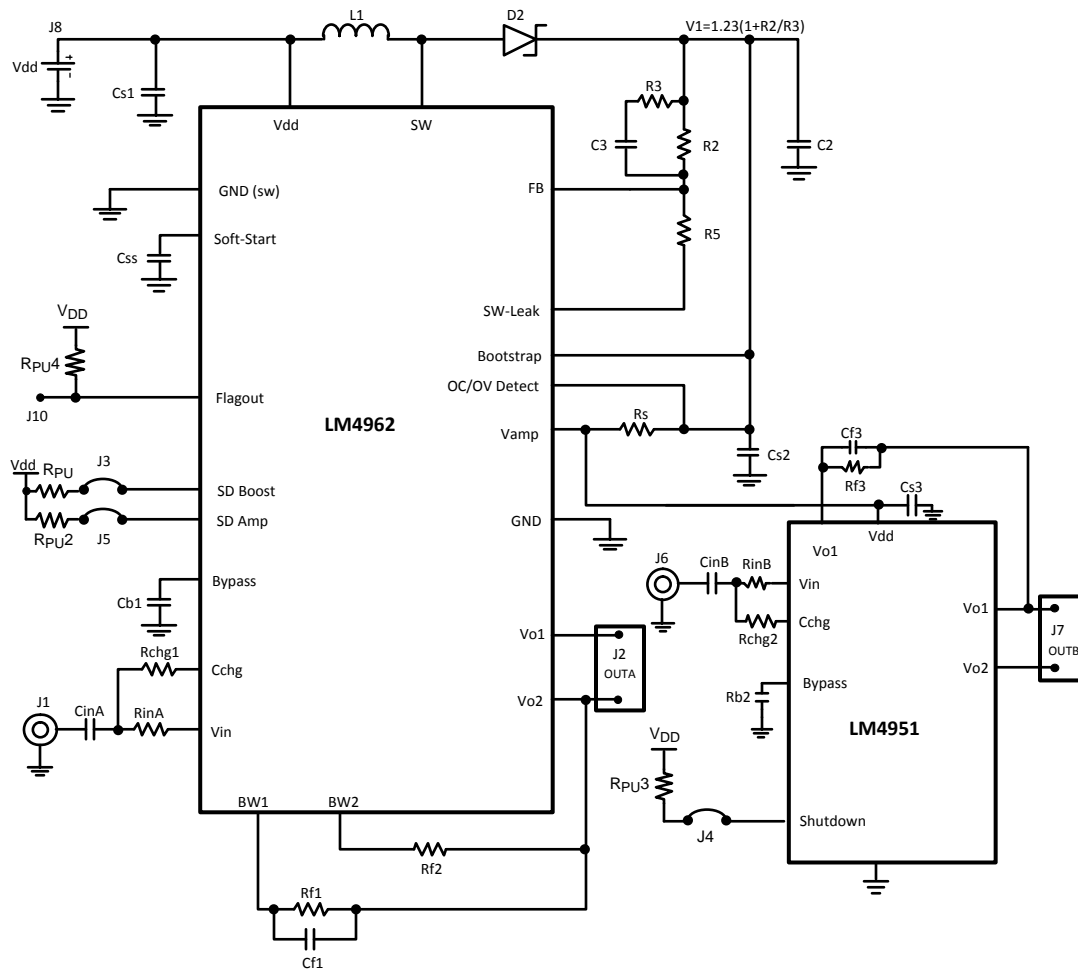 L1
D2
J8
V1=1.23(1+R2/R3)
Vdd
+
-
Cs1
R3
C3
R2
C2
Vdd
SW
GND (sw)
FB
Soft-Start
Css
R5
SW-Leak
VDD
RPU4
Bootstrap
OC/OV Detect
Flagout
J10
LM4962
Rs
Vamp
Cf3
Cs2
Rf3
Vdd
RPU
J3
SD Boost
Cs3
SD Amp
RPU2
J5
GND
Vo1
Vdd
J6
CinB
RinB
Vin
Bypass
Cb1
Cchg
Vo1
Rchg2
J7
OUTB
Vo1
J2
OUTA
Rchg1
Cchg
Vo2
Bypass
Rb2
Vo2
J1
CinA
RinA
Vin
LM4951
VDD
RPU3
BW1
BW2
Shutdown
J4
Rf2
Rf1
Cf1